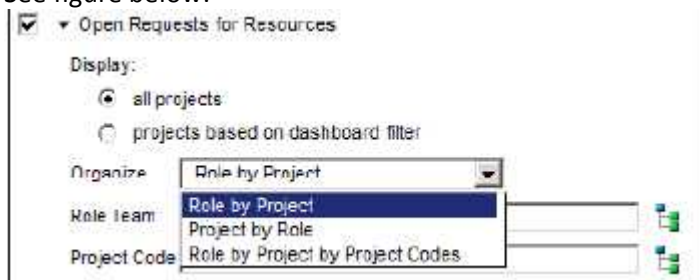 See figure below:
Open Requests for Resources
Display:
all projects
projects based on dashboard filter
Organize Role by Project
Role Team
Role by Project
Project by Role
Project Code Role by Project by Project Codes